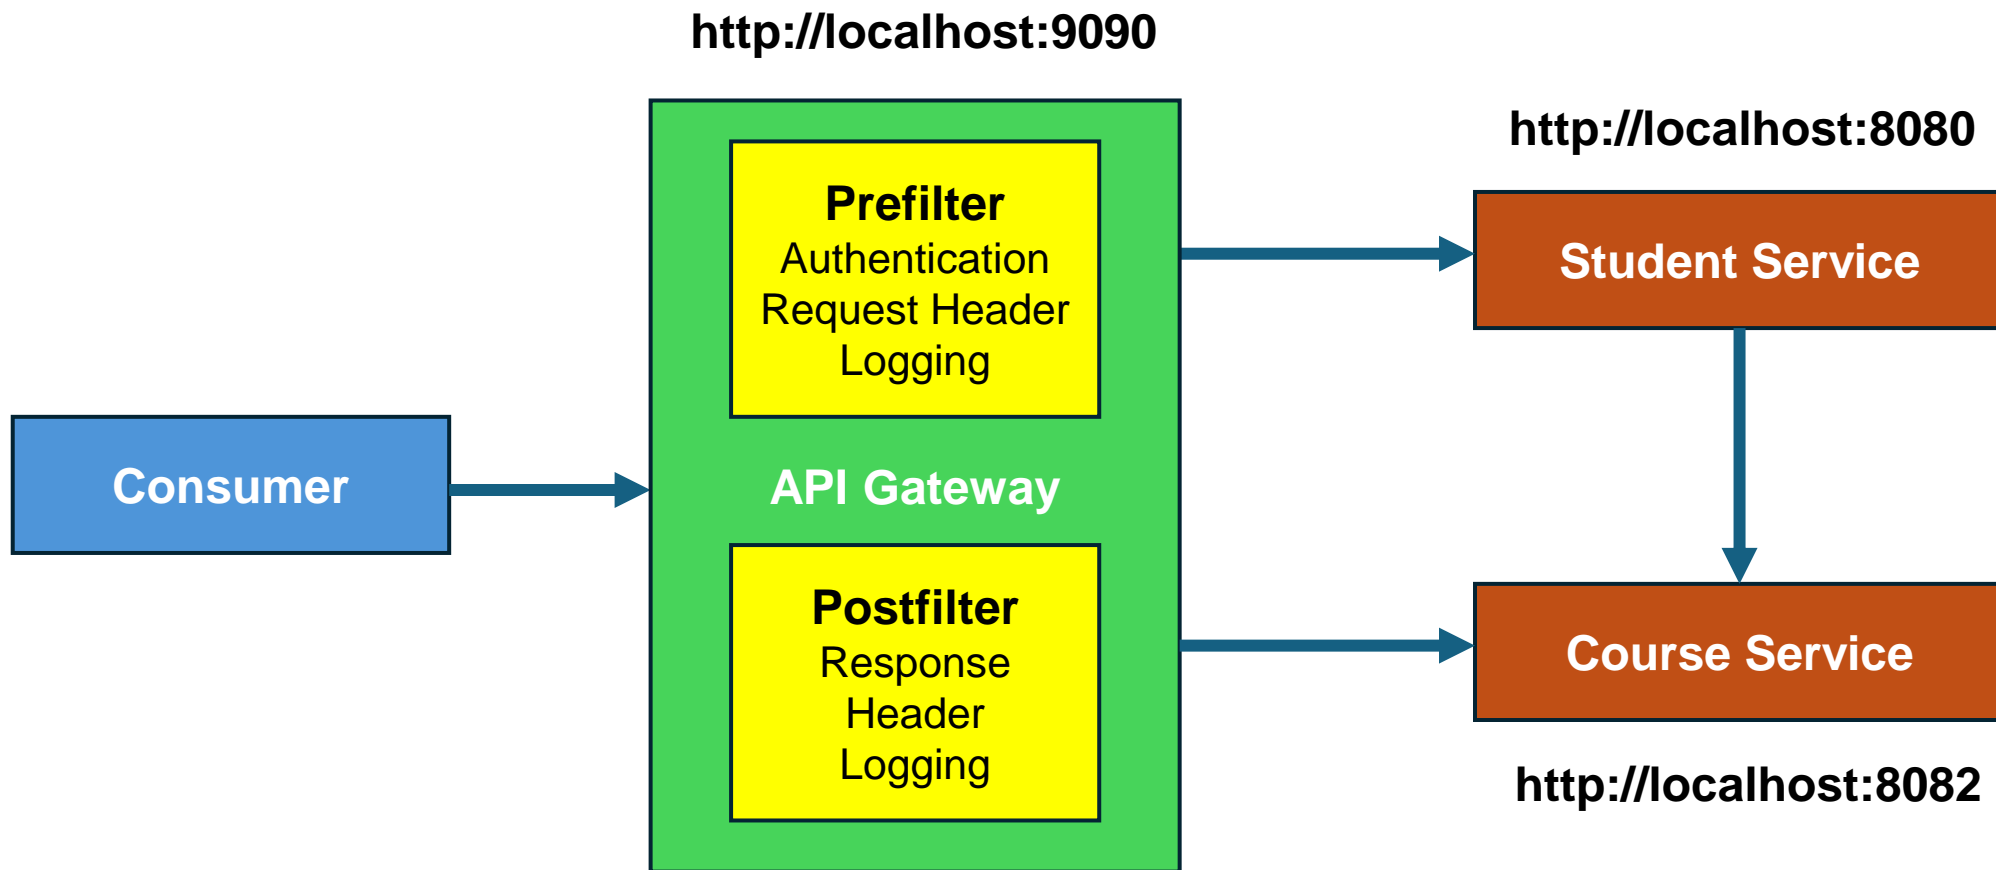 http://localhost:9090
Prefilter
Authentication
Request Header
Logging
API Gateway
Postfilter
Response
Header
Logging
Consumer
http://localhost:8080
Student Service
Course Service
http://localhost:8082